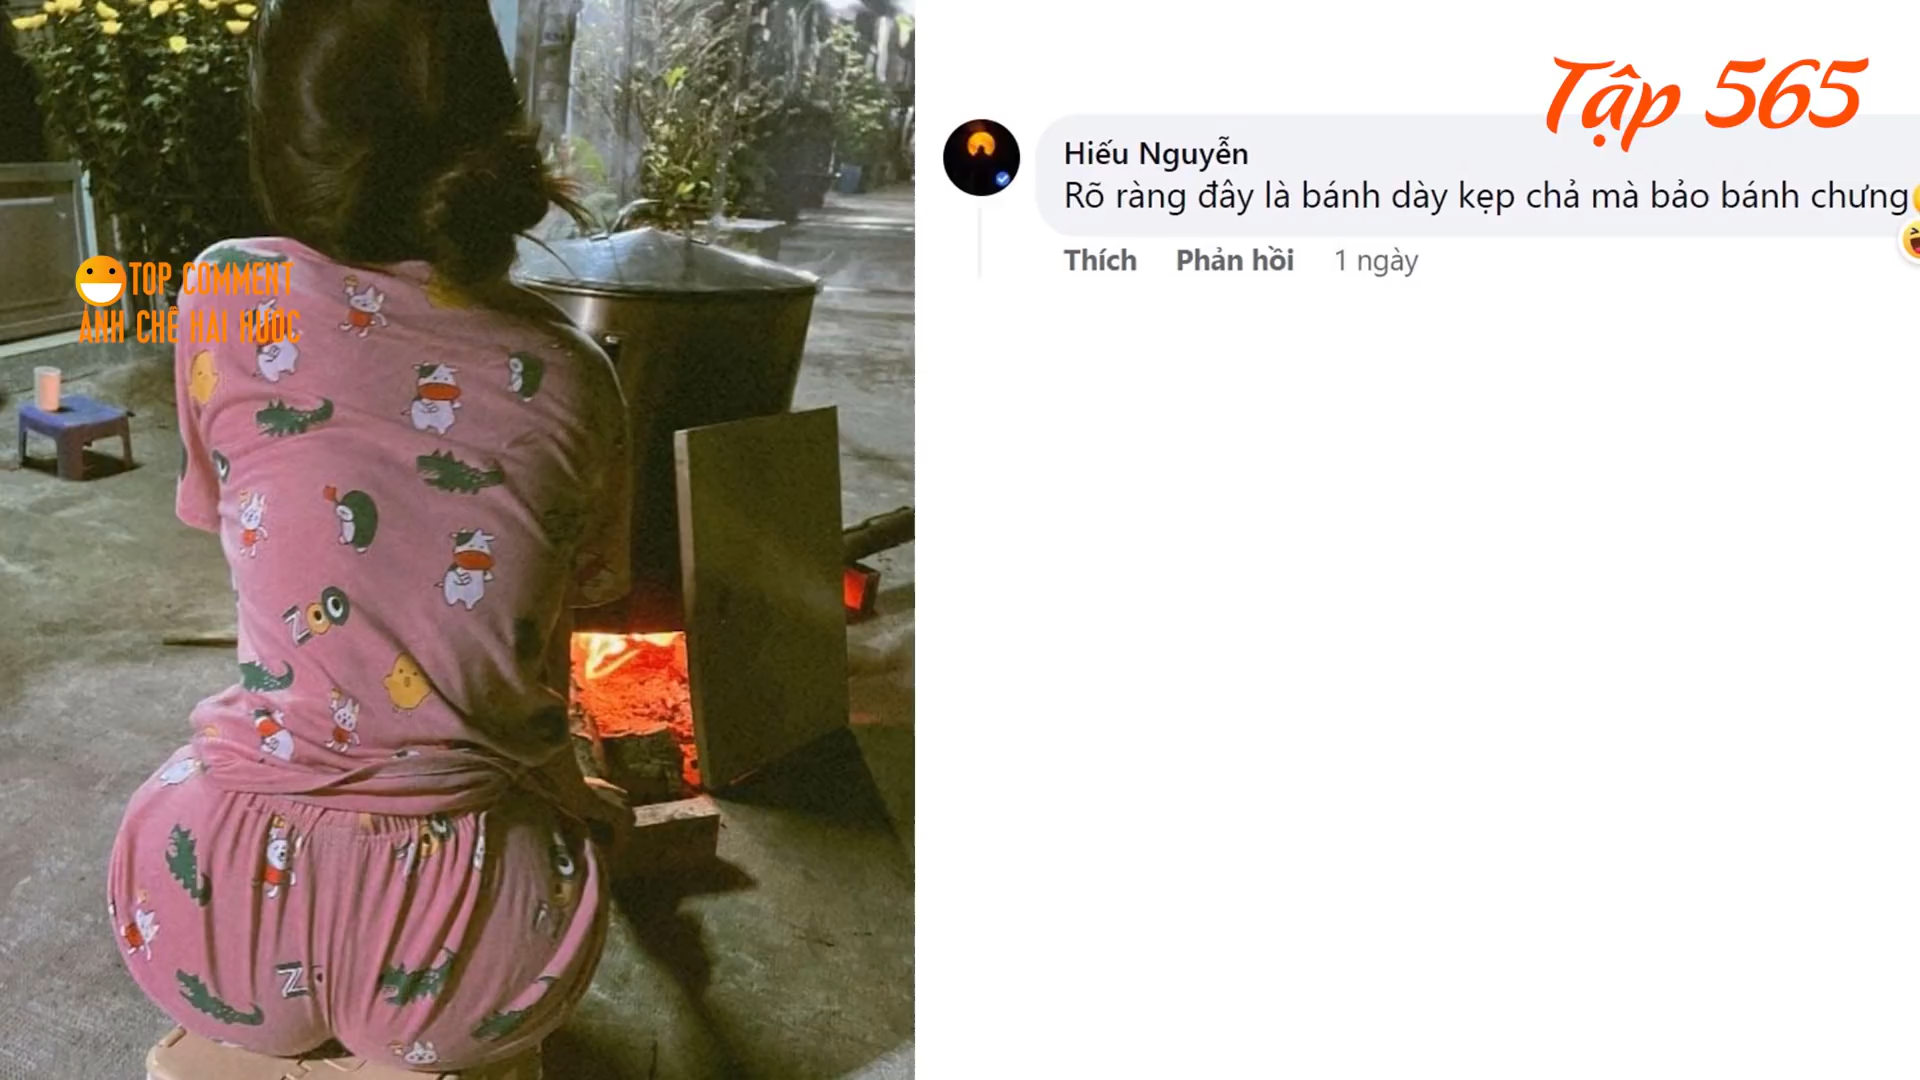 Tập 565
Hiếu Nguyễn
Rõ ràng đây là bánh dày kẹp chả mà bảo bánh chưng
Thích Phản hồi 1 ngày
TOP COMMENT
ẢNH CHẾ HÀI HƯỚC
ZOO